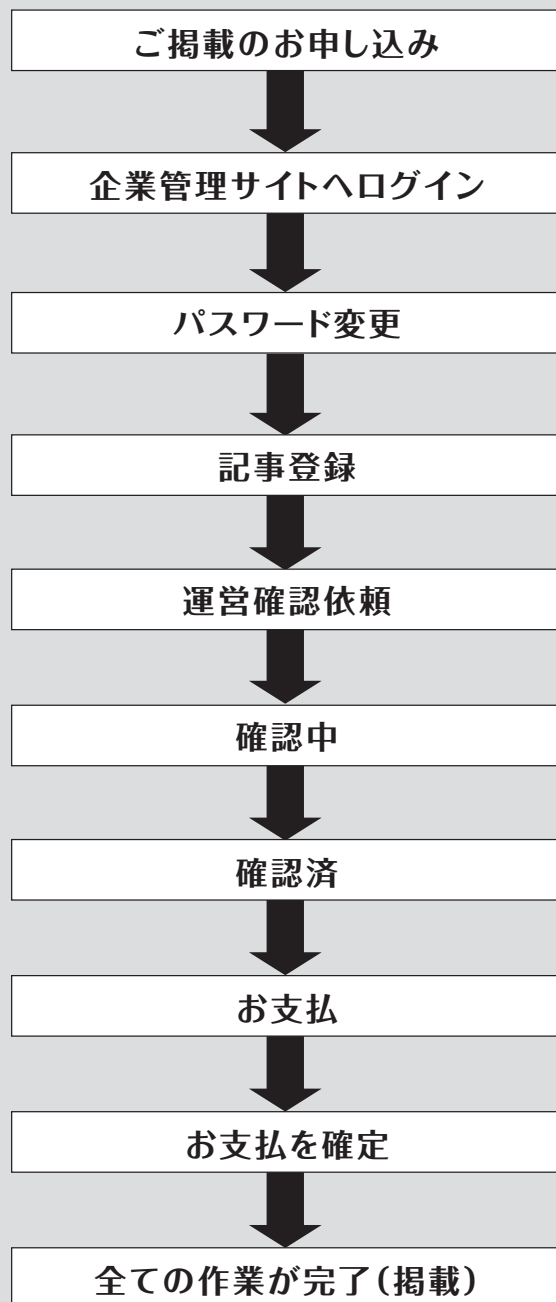 ご掲載のお申し込み
企業管理サイトへログイン
パスワード変更
記事登録
運営確認依頼
確認中
確認済
お支払
お支払を確定
全ての作業が完了(掲載)